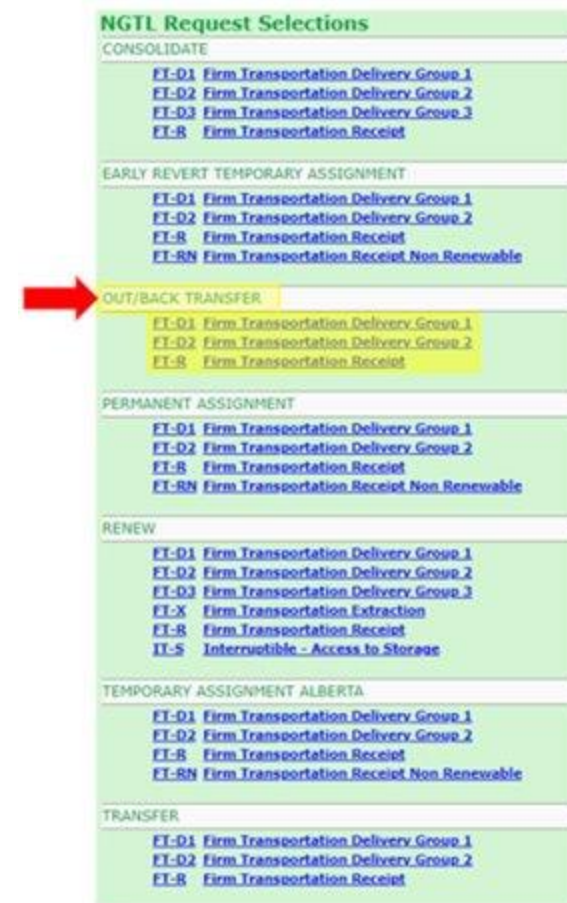 NGTL Request Selections
CONSOLIDATE
FT-D1 Firm Transportation Delivery Group 1
FT-D2 Firm Transportation Delivery Group 2
FT-D3 Firm Transportation Delivery Group 3
FT-R Firm Transportation Receipt
EARLY REVERT TEMPORARY ASSIGNMENT
FT-D1 Firm Transportation Delivery Group 1
FT-D2 Firm Transportation Delivery Group 2
FT-R Firm Transportation Receipt
FT-RN Firm Transportation Receipt Non Renewable
OUT/BACK TRANSFER
FT-D1 Firm Transportation Delivery Group 1
FT-D2 Firm Transportation Delivery Group 2
FT-R Firm Transportation Receipt
PERMANENT ASSIGNMENT
FT-D1 Firm Transportation Delivery Group 1
FT-D2 Firm Transportation Delivery Group 2
FT-R Firm Transportation Receipt
FT-RN Firm Transportation Receipt Non Renewable
RENEW
FT-D1 Firm Transportation Delivery Group 1
FT-D2 Firm Transportation Delivery Group 2
FT-D3 Firm Transportation Delivery Group 3
FT-X Firm Transportation Extraction
FT-R Firm Transportation Receipt
IT-S Interruptible - Access to Storage
TEMPORARY ASSIGNMENT ALBERTA
FT-D1 Firm Transportation Delivery Group 1
FT-D2 Firm Transportation Delivery Group 2
FT-R Firm Transportation Receipt
FT-RN Firm Transportation Receipt Non Renewable
TRANSFER
FT-D1 Firm Transportation Delivery Group 1
FT-D2 Firm Transportation Delivery Group 2
FT-R Firm Transportation Receipt